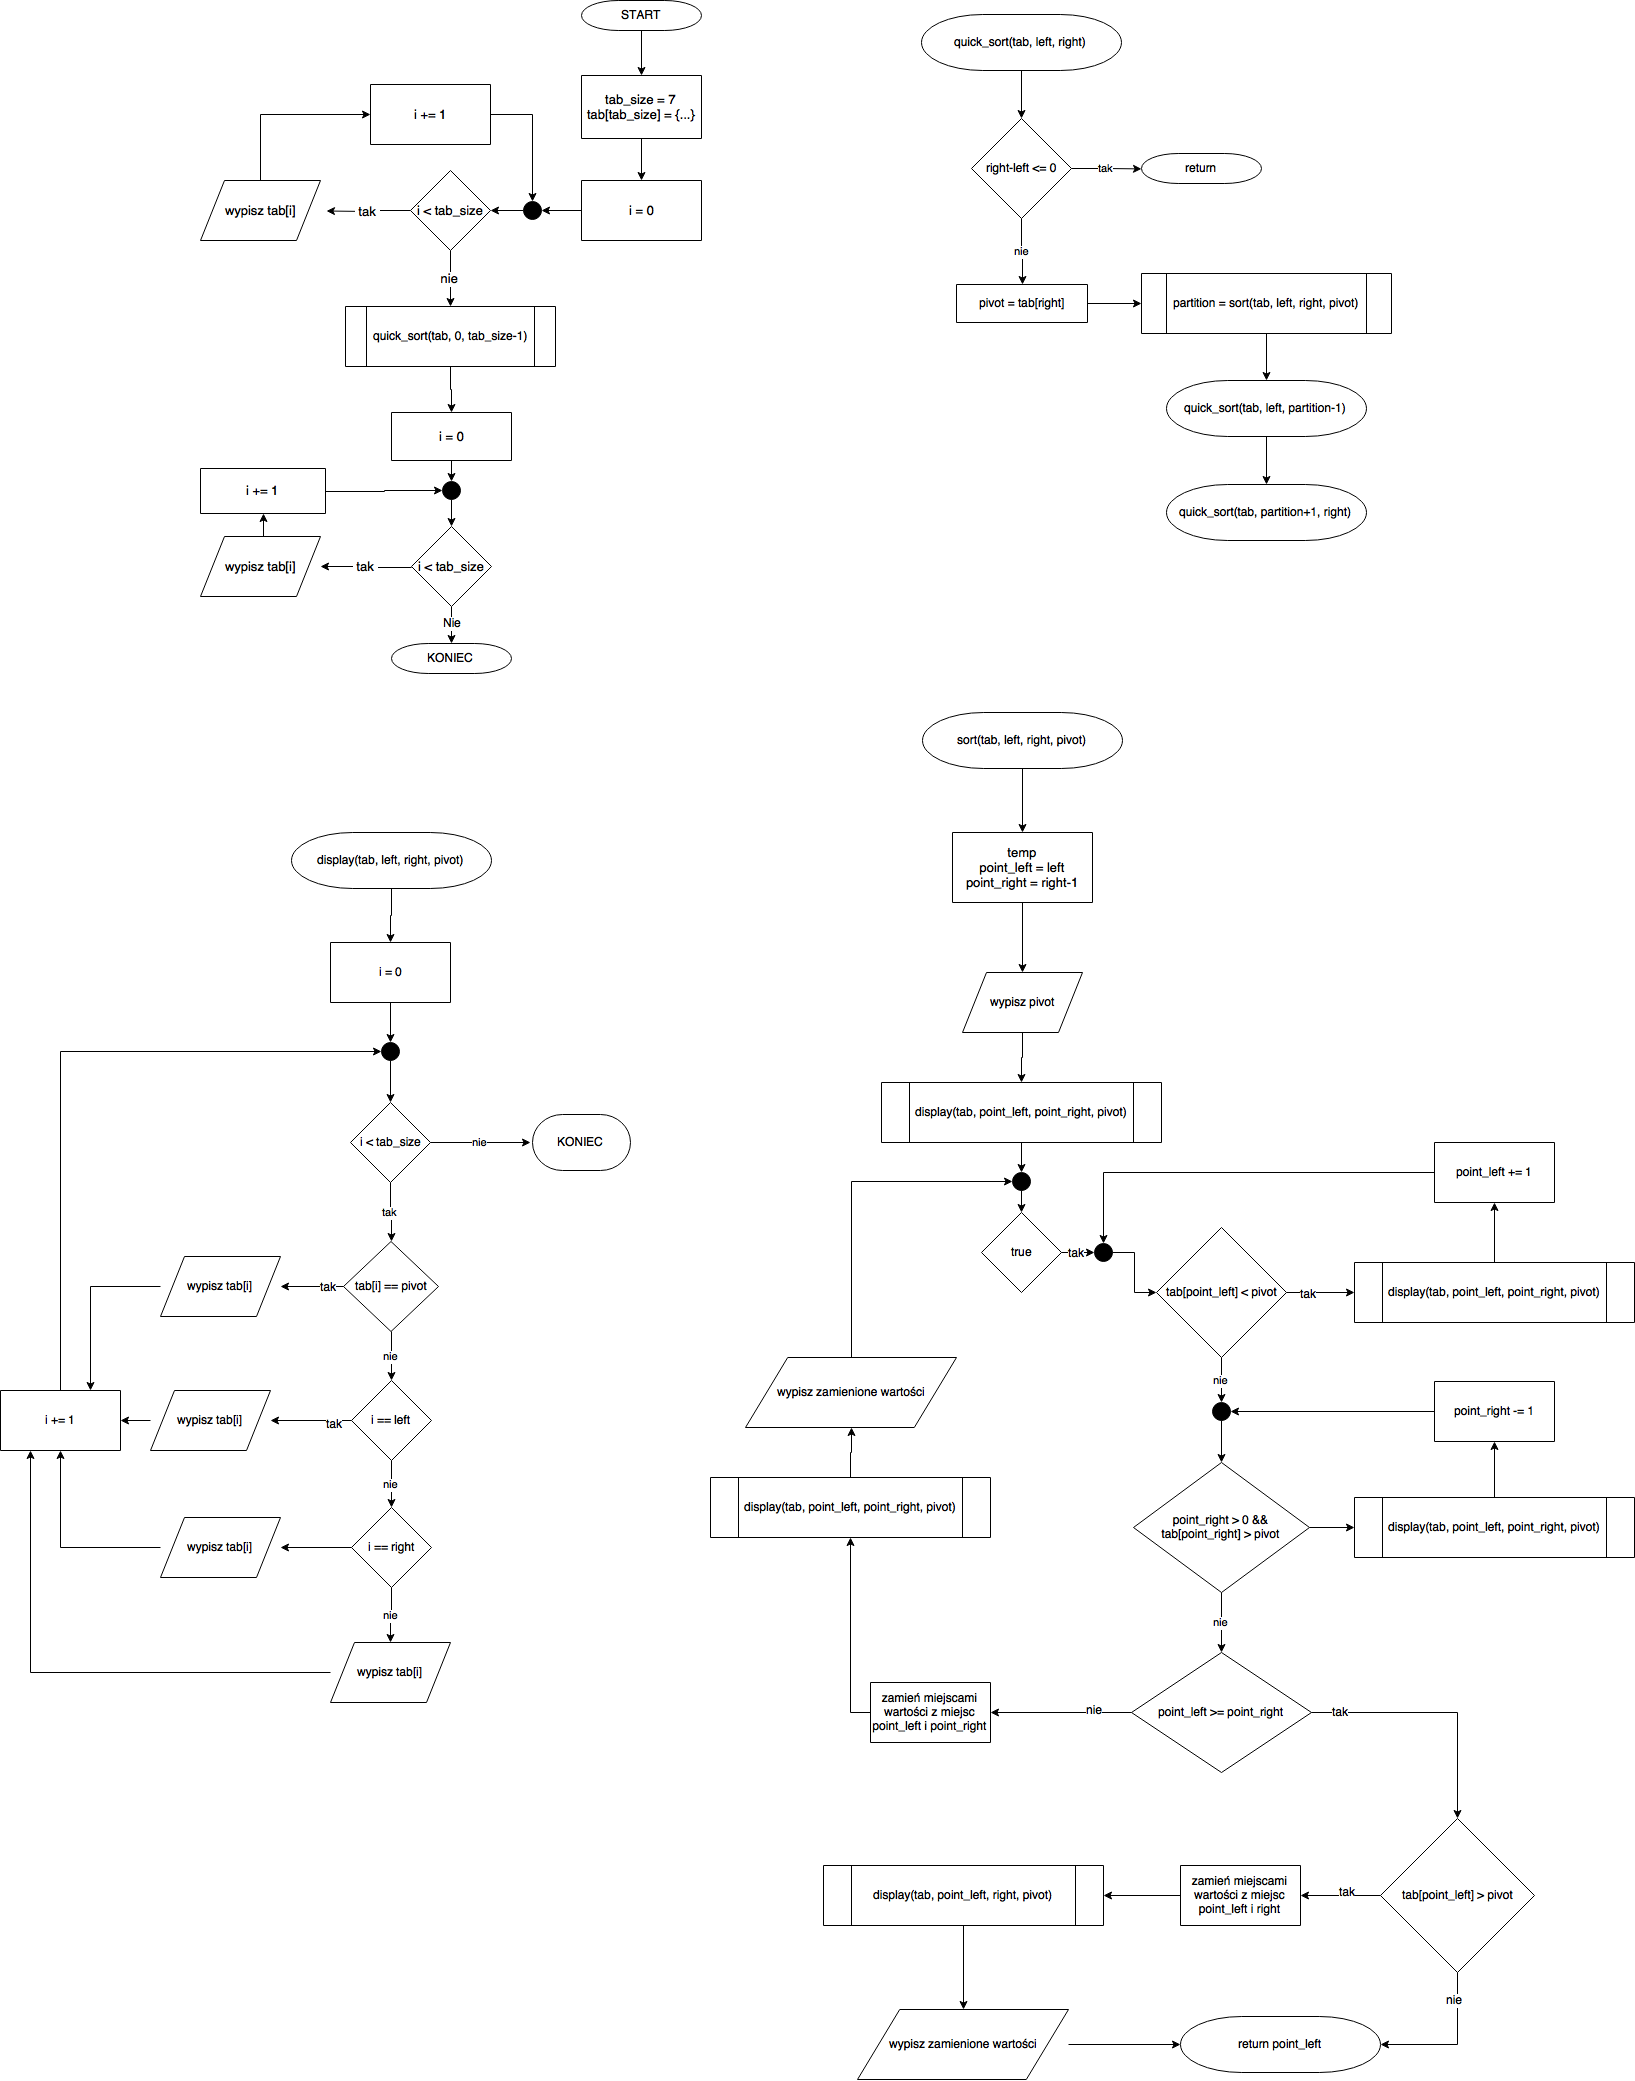 START
tab_size = 7
tab[tab_size] = {...}
i = 0
i < tab_size
tak
wypisz tab[i]
i += 1
nie
quick_sort(tab, 0, tab_size-1)
i = 0
i += 1
i < tab_size
tak
wypisz tab[i]
Nie
KONIEC
quick_sort(tab, left, right)
right-left <= 0
tak
return
nie
pivot = tab[right]
partition = sort(tab, left, right, pivot)
quick_sort(tab, left, partition-1)
quick_sort(tab, partition+1, right)
display(tab, left, right, pivot)
i = 0
i < tab_size
nie
KONIEC
tak
tab[i] == pivot
tak
wypisz tab[i]
nie
i == left
tak
wypisz tab[i]
i += 1
nie
i == right
wypisz tab[i]
nie
wypisz tab[i]
sort(tab, left, right, pivot)
temp
point_left = left
point_right = right-1
wypisz pivot
display(tab, point_left, point_right, pivot)
true
tak
tab[point_left] < pivot
tak
display(tab, point_left, point_right, pivot)
point_left += 1
nie
point_right -= 1
point_right > 0 &&
tab[point_right] > pivot
display(tab, point_left, point_right, pivot)
nie
point_left >= point_right
nie
zamień miejscami
wartości z miejsc
point_left i point_right
display(tab, point_left, point_right, pivot)
wypisz zamienione wartości
tak
tab[point_left] > pivot
tak
zamień miejscami
wartości z miejsc
point_left i right
display(tab, point_left, right, pivot)
wypisz zamienione wartości
nie
return point_left